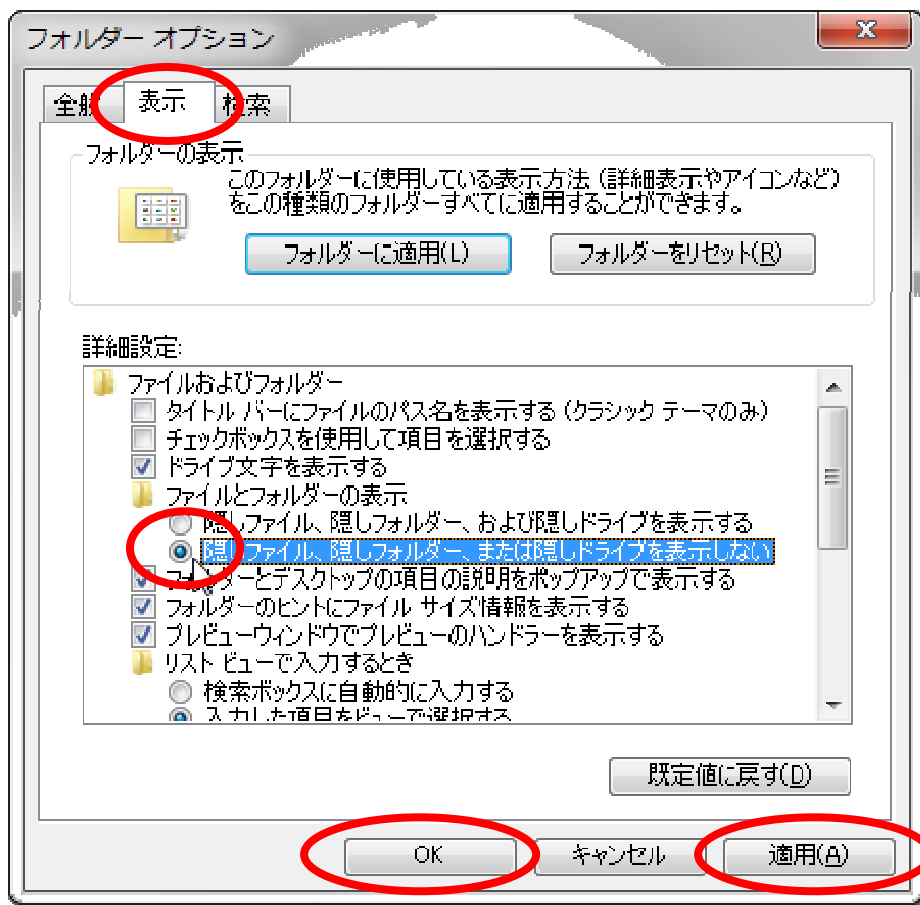 フォルダー オプション
全般 表示 検索
フォルダーの表示
このフォルダーに使用している表示方法 (詳細表示やアイコンなど)
をこの種類のフォルダーすべてに適用することができます。
フォルダーに適用(L) フォルダーをリセット(R)
詳細設定:
ファイルおよびフォルダー
タイトル バーにファイルのパス名を表示する (クラシック テーマのみ)
チェックボックスを使用して項目を選択する
ドライブ文字を表示する
ファイルとフォルダーの表示
隠しファイル、隠しフォルダー、および隠しドライブを表示する
隠しファイル、隠しフォルダー、または隠しドライブを表示しない
フォルダーとデスクトップの項目の説明をポップアップで表示する
フォルダーのヒントにファイル サイズ情報を表示する
プレビューウィンドウでプレビューのハンドラーを表示する
リスト ビューで入力するとき
検索ボックスに自動的に入力する
入力した項目をビューで選択する
既定値に戻す(D)
OK キャンセル 適用(A)